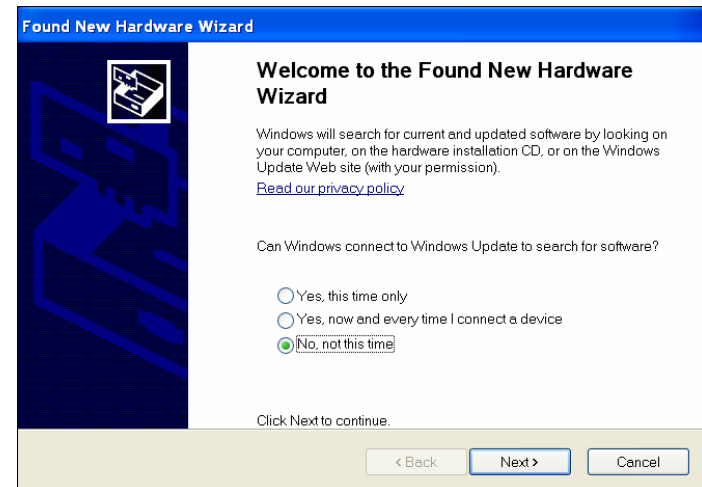 Found New Hardware Wizard
Welcome to the Found New Hardware
Wizard
Windows will search for current and updated software by looking on
your computer, on the hardware installation CD, or on the Windows
Update Web site (with your permission).
Read our privacy policy
Can Windows connect to Windows Update to search for software?
Yes, this time only
Yes, now and every time I connect a device
No, not this time
Click Next to continue.
< Back
Next >
Cancel